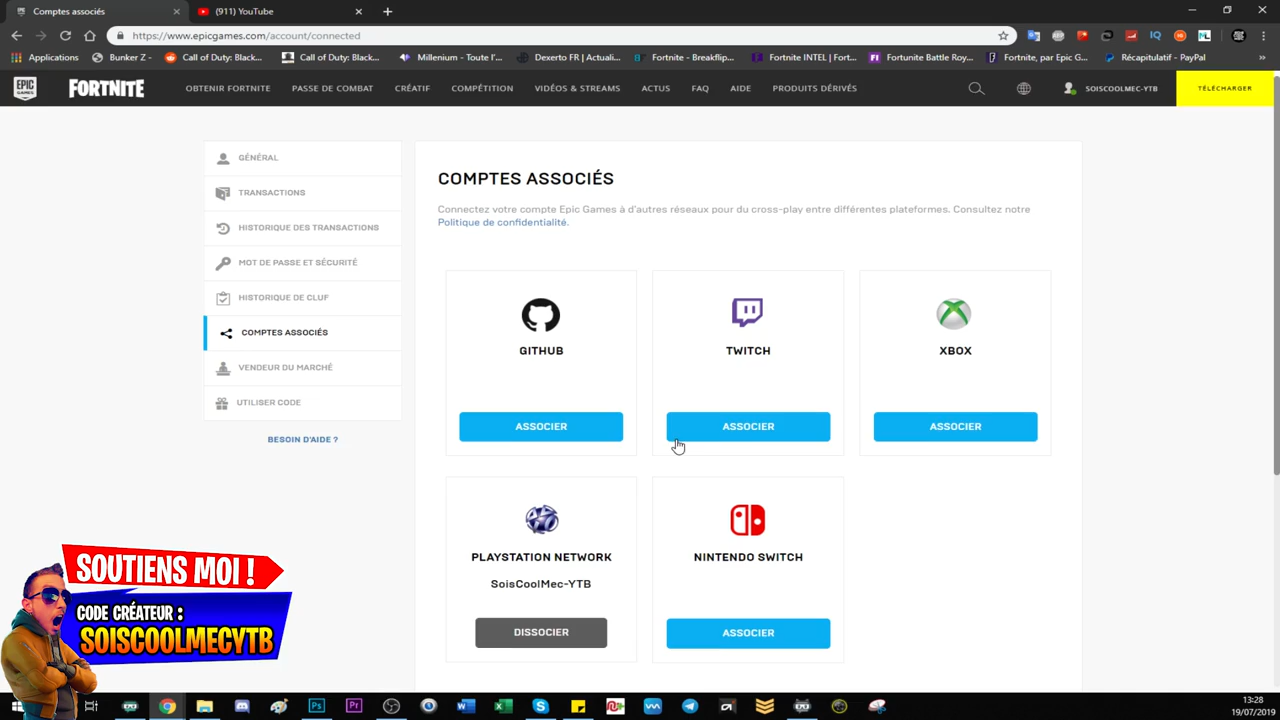 Comptes associés
(911) YouTube
https://www.epicgames.com/account/connected
Applications
Bunker Z -
Call of Duty: Black...
Call of Duty: Black...
Millenium - Toute l'...
Dexerto FR | Actuali...
Fortnite - Breakflip...
Fortnite INTEL | Fort...
Fortnite Battle Roy...
Fortnite, par Epic G...
Récapitulatif - PayPal
»
EPIC GAMES
FORTNITE
OBTENIR FORTNITE
PASSE DE COMBAT
CRÉATIF
COMPÉTITION
VIDÉOS & STREAMS
ACTUS
FAQ
AIDE
PRODUITS DÉRIVÉS
SOISCOOLMEC-YTB
TÉLÉCHARGER
GÉNÉRAL
TRANSACTIONS
HISTORIQUE DES TRANSACTIONS
MOT DE PASSE ET SÉCURITÉ
HISTORIQUE DE CLUF
COMPTES ASSOCIÉS
VENDEUR DU MARCHÉ
UTILISER CODE
BESOIN D'AIDE ?
COMPTES ASSOCIÉS
Connectez votre compte Epic Games à d'autres réseaux pour du cross-play entre différentes plateformes. Consultez notre
Politique de confidentialité.
GITHUB
ASSOCIER
TWITCH
ASSOCIER
XBOX
ASSOCIER
PLAYSTATION NETWORK
SoisCoolMec-YTB
DISSOCIER
NINTENDO SWITCH
ASSOCIER
SOUTIENS MOI !
CODE CRÉATEUR :
SOISCOOLMECYTB
13:28
19/07/2019